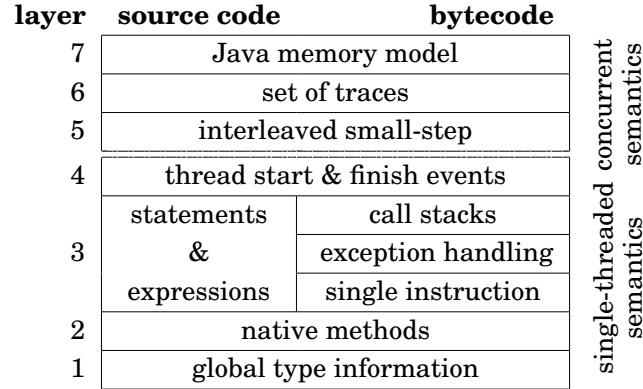 layer source code bytecode
7 Java memory model
6 set of traces
5 interleaved small-step
4 thread start & finish events
statements call stacks
3 & exception handling
expressions single instruction
2 native methods
1 global type information
concurrent
semantics
single-threaded
semantics